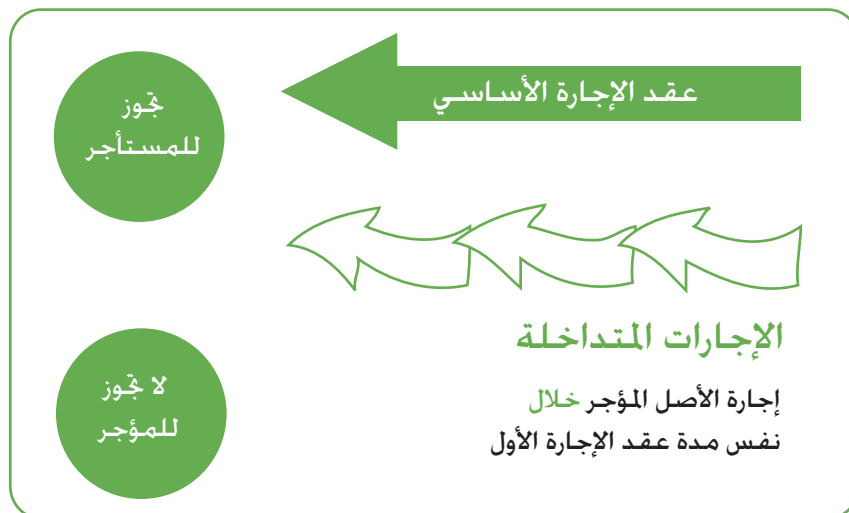 عقد الإجارة الأساسي
تجوز
للمستأجر
الإجارات المتداخلة
إجارة الأصل المؤجر خلال
نفس مدة عقد الإجارة الأول
لا تجوز
للمؤجر